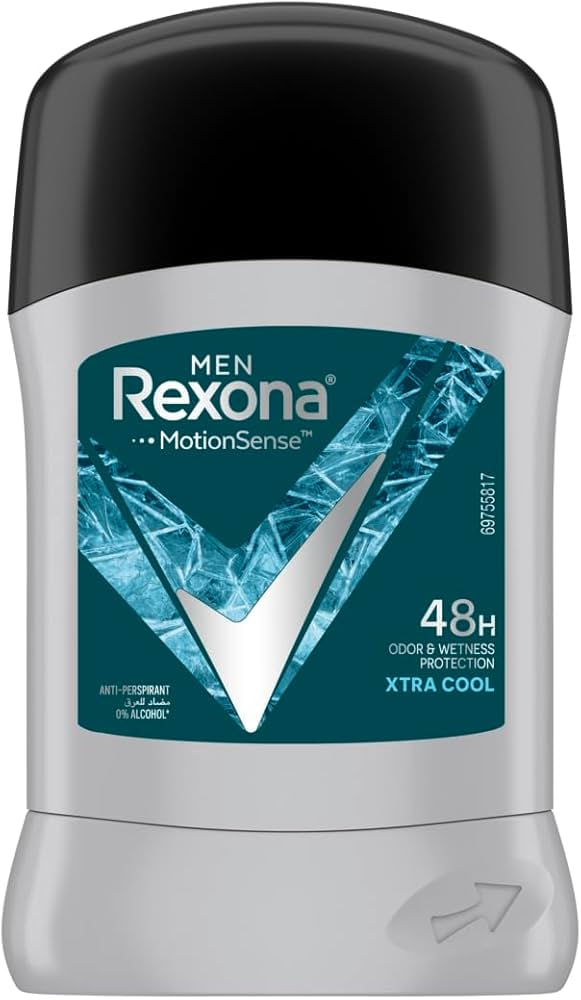 MEN
Rexona®
MotionSense™
69755817
48H
ODOR & WETNESS
PROTECTION
XTRA COOL
ANTI-PERSPIRANT
مضاد للعرق
0% ALCOHOL*